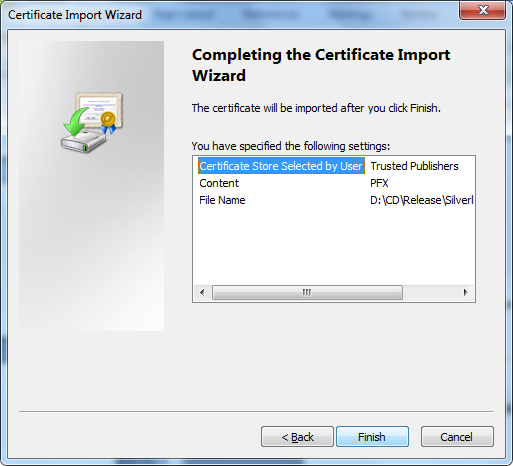 Certificate Import Wizard
Completing the Certificate Import
Wizard
The certificate will be imported after you click Finish.
You have specified the following settings:
Certificate Store Selected by User Trusted Publishers
Content PFX
File Name D:\CD\Release\Silverl
< Back Finish Cancel